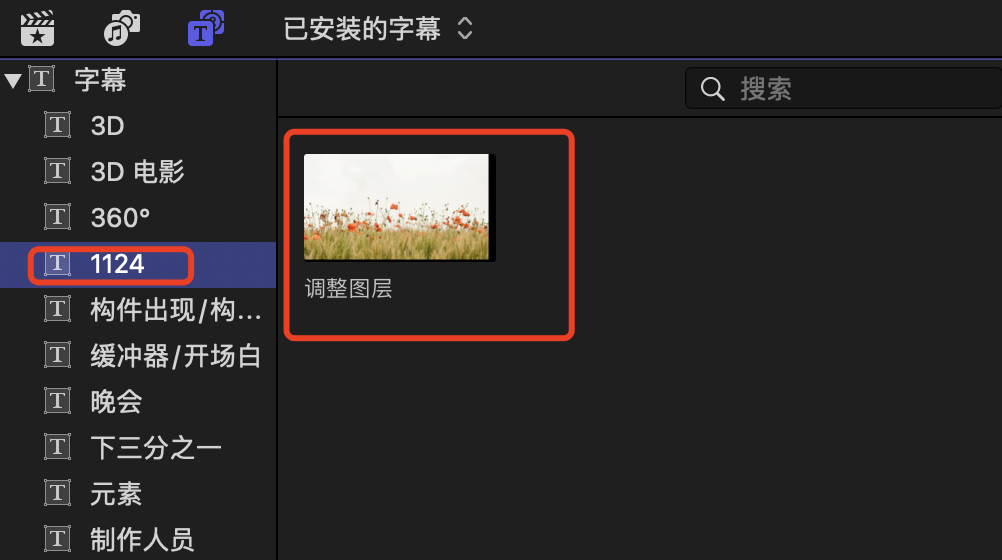 已安装的字幕
字幕
搜索
3D
3D 电影
360°
1124
调整图层
构件出现/构…
缓冲器/开场白
晚会
下三分之一
元素
制作人员